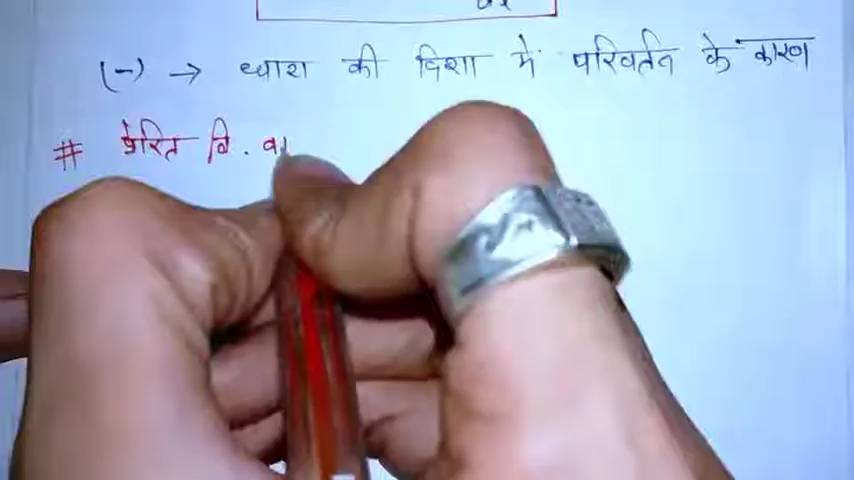 (-) → ध्वारा की दिशा में परिवर्तन के कारण
# प्रेरित वि. वा